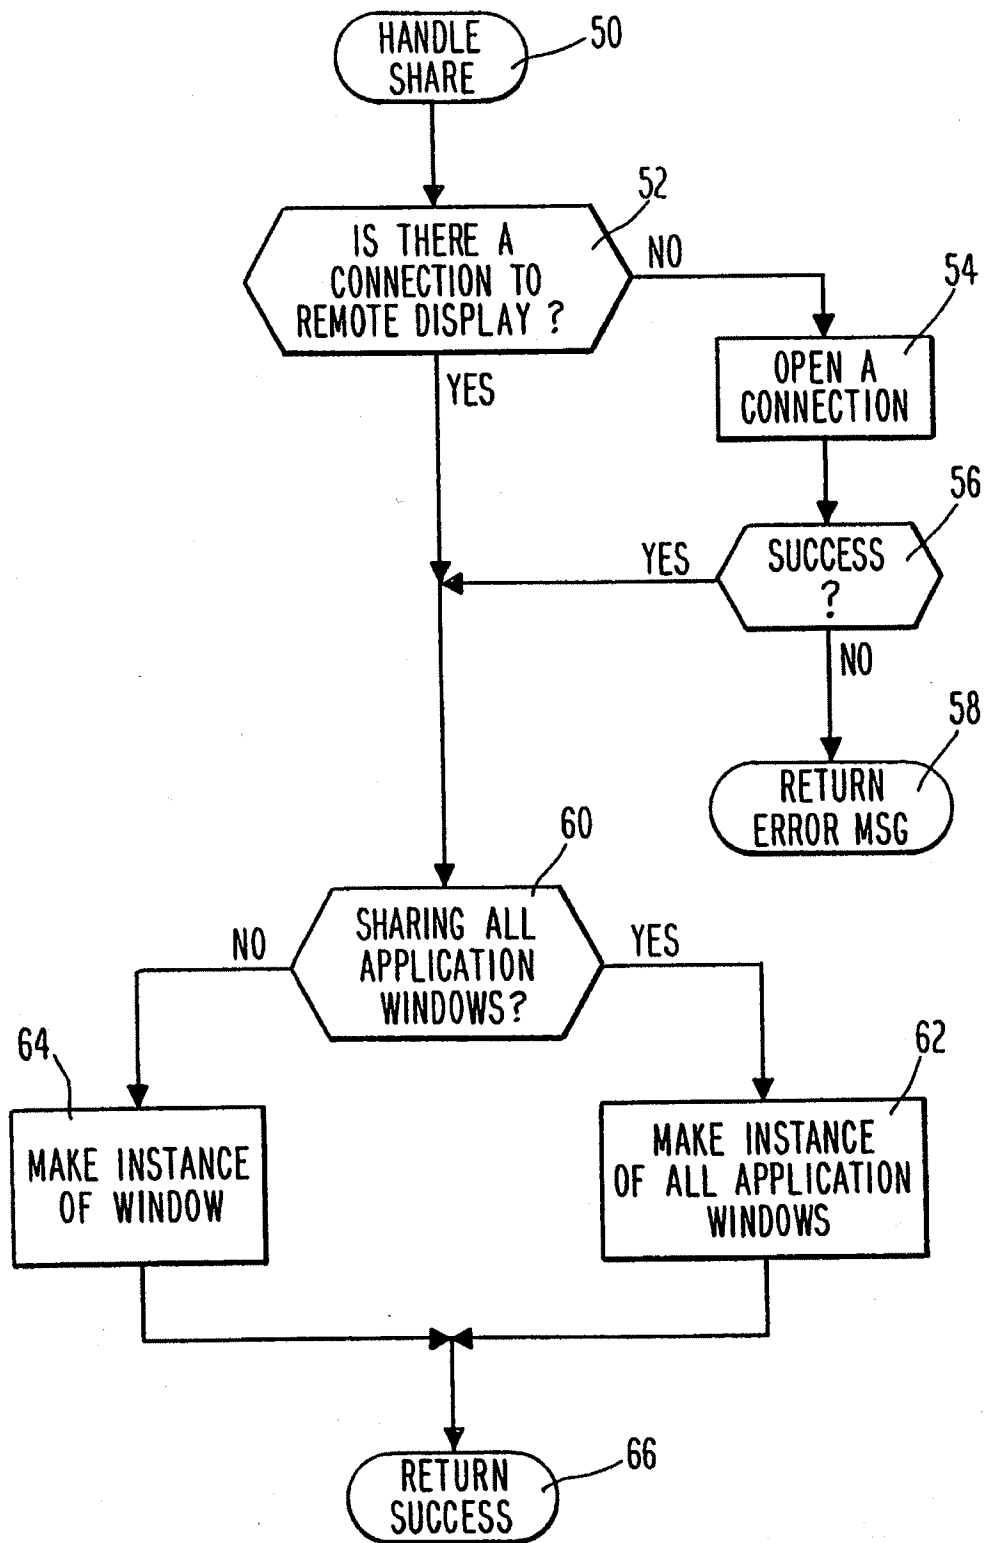 HANDLE
SHARE
50
52
IS THERE A
CONNECTION TO
REMOTE DISPLAY ?
NO
54
OPEN A
CONNECTION
YES
56
SUCCESS
?
YES
NO
58
RETURN
ERROR MSG
60
SHARING ALL
APPLICATION
WINDOWS?
NO
YES
64
MAKE INSTANCE
OF WINDOW
62
MAKE INSTANCE
OF ALL APPLICATION
WINDOWS
66
RETURN
SUCCESS